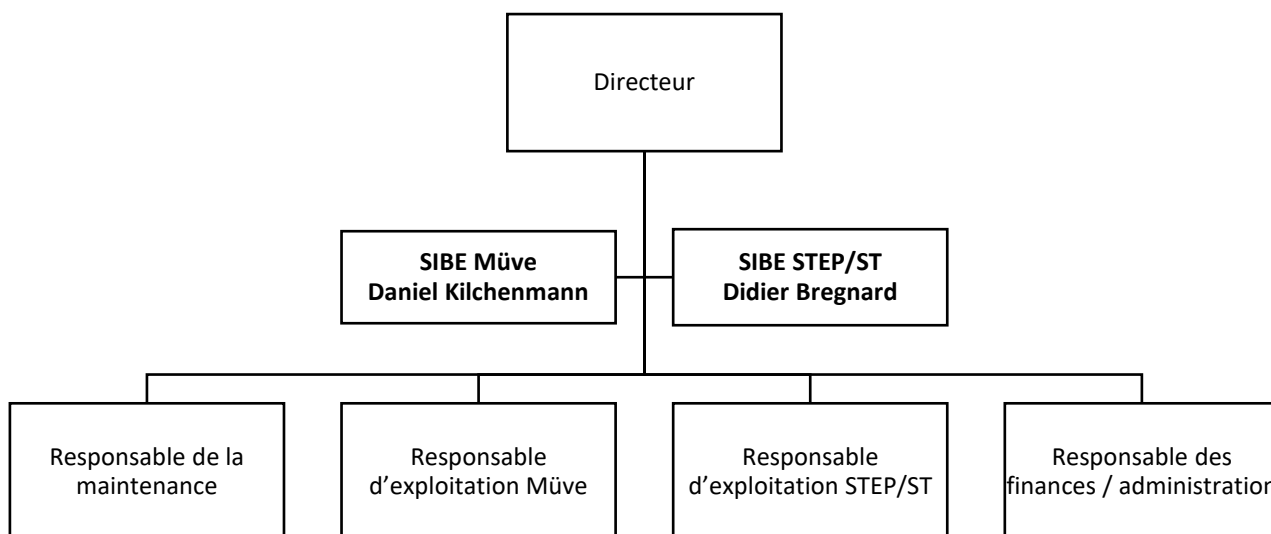 Directeur
SIBE Müve
Daniel Kilchenmann
SIBE STEP/ST
Didier Bregnard
Responsable de la
maintenance
Responsable
d’exploitation Müve
Responsable
d’exploitation STEP/ST
Responsable des
finances / administration